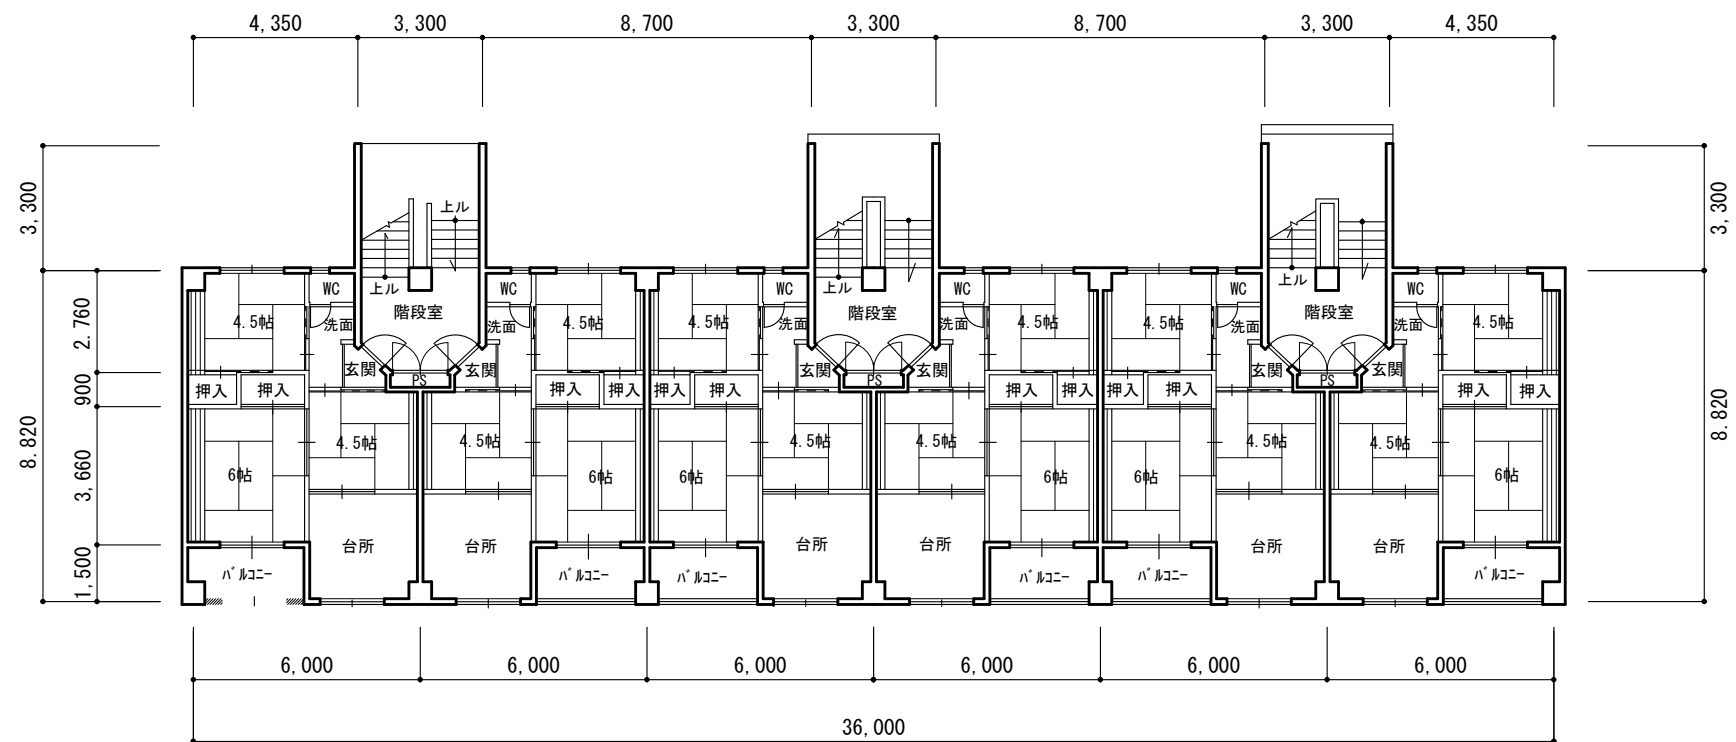 4,350 3,300 8,700 3,300 8,700 3,300 4,350
3,300 3,300
上ル
上ル 上ル 上ル
WC WC WC WC WC WC
階段室 階段室 階段室
4.5帖 洗面 洗面 4.5帖 4.5帖 洗面 洗面 4.5帖 4.5帖 洗面 洗面 4.5帖
2.760
玄関 玄関 玄関 玄関 玄関 玄関
PS PS PS
900
押入 押入 押入 押入 押入 押入 押入 押入 押入 押入 押入 押入
8.820 8.820
4.5帖 4.5帖 4.5帖 4.5帖 4.5帖 4.5帖
3,660
6帖 6帖 6帖 6帖 6帖 6帖
台所 台所 台所 台所 台所 台所
1,500
バルコニー バルコニー バルコニー バルコニー バルコニー バルコニー
6,000 6,000 6,000 6,000 6,000 6,000
36,000